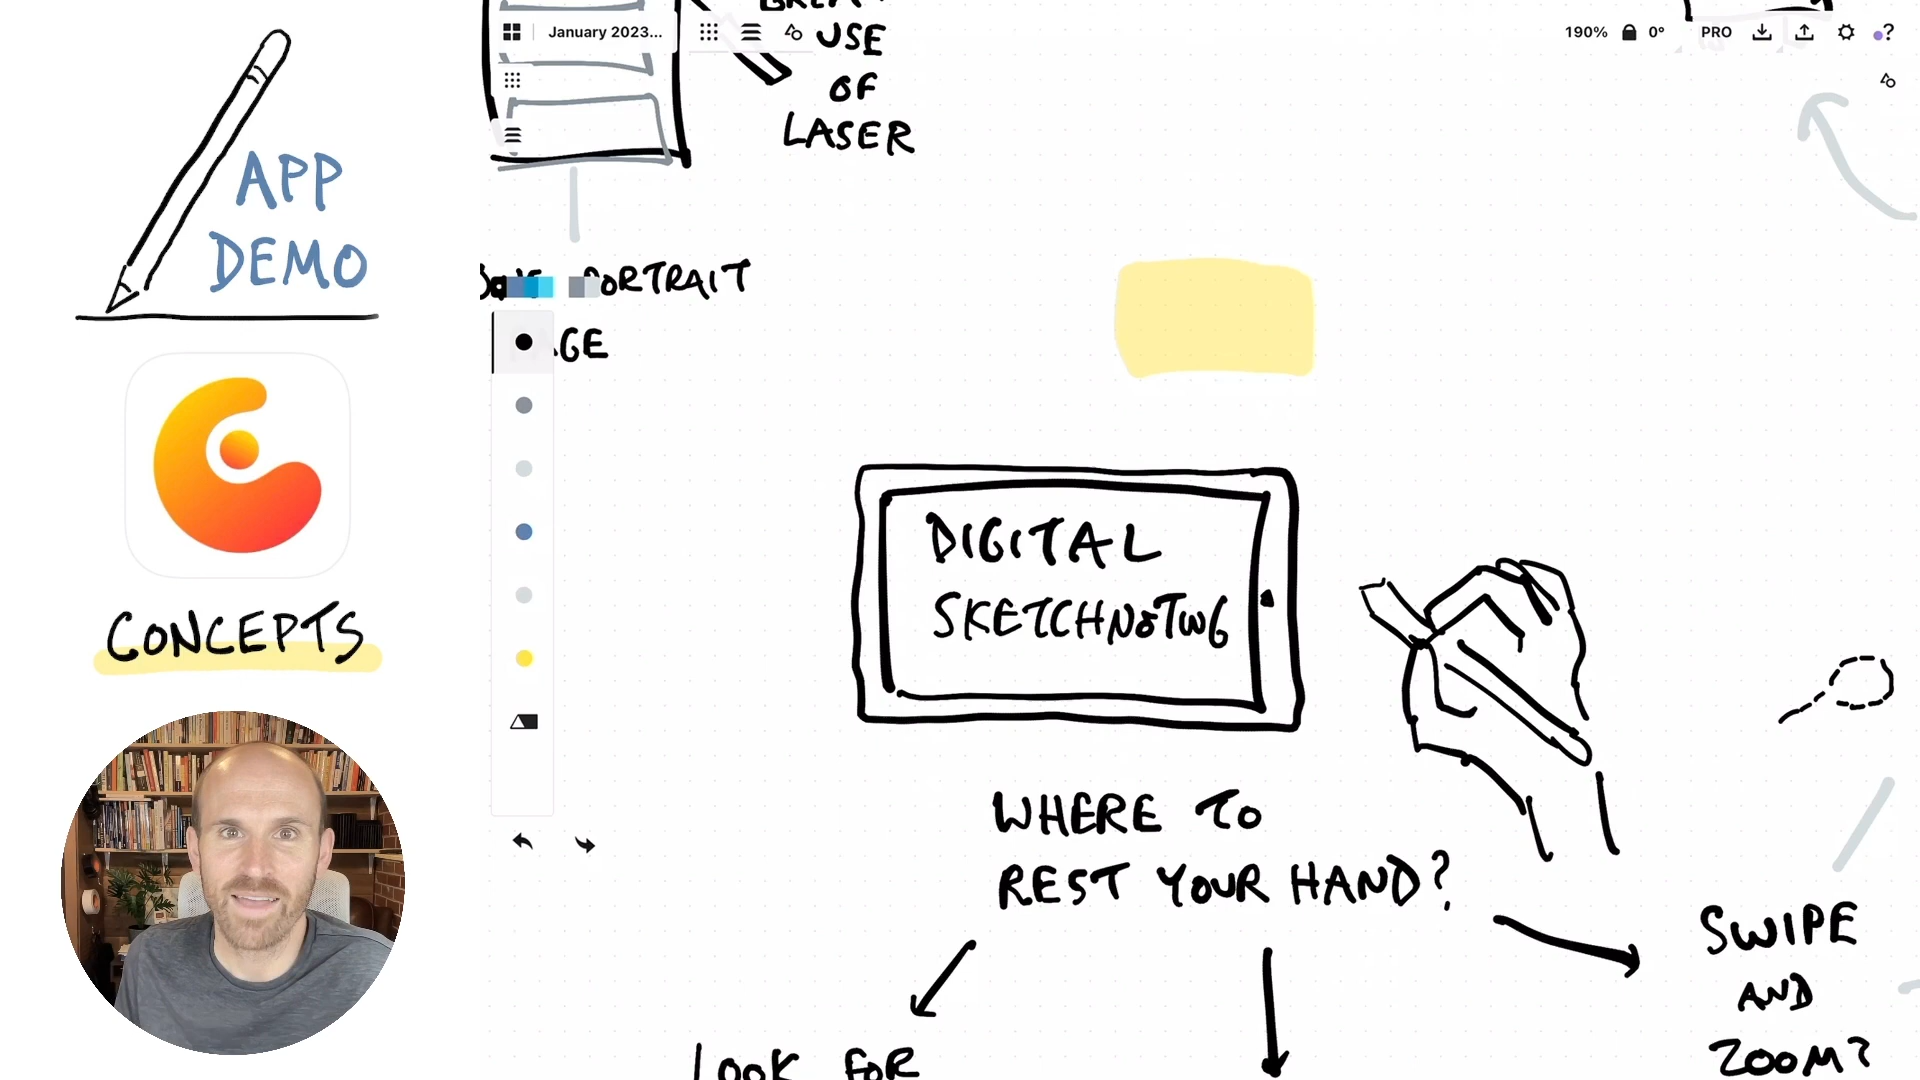 APP
DEMO
CONCEPTS
January 2023...
190%
0°
PRO
?
USE
OF
LASER
PORTRAIT
DIGITAL
SKETCHNOTING
WHERE TO
REST YOUR HAND?
LOOK FOR
SWIPE
AND
ZOOM?